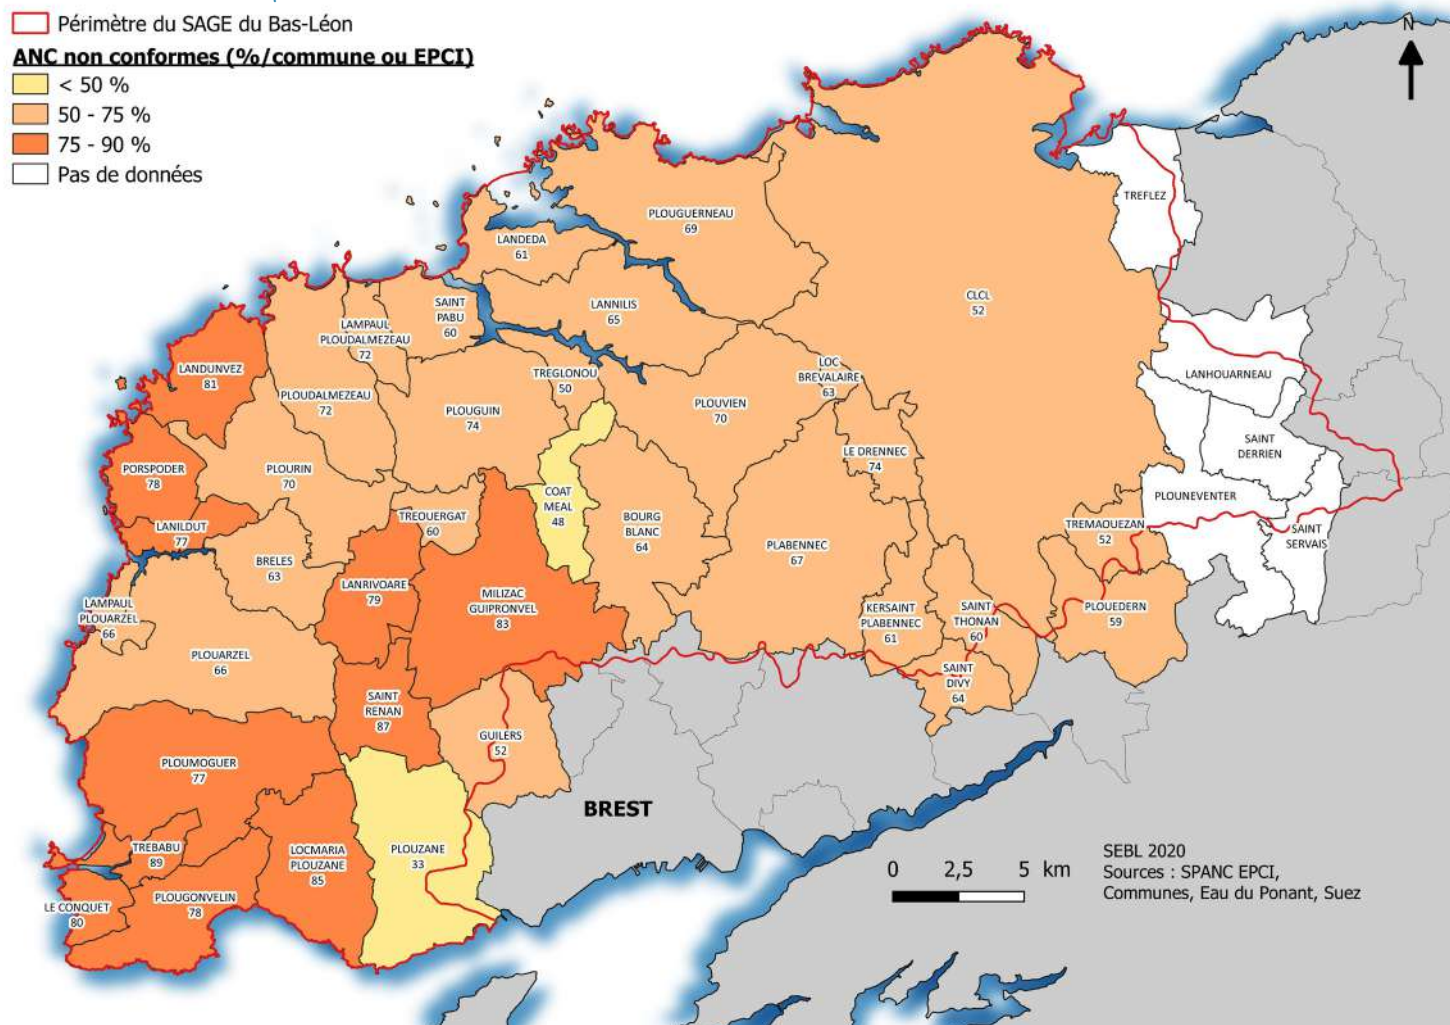 Périmètre du SAGE du Bas-Léon
ANC non conformes (%/commune ou EPCI)
< 50 %
50 - 75 %
75 - 90 %
Pas de données
N
TREFLEZ
PLOUGUERNEAU
69
LANDEDA
61
CLCL
52
LANNILIS
65
SAINT
PABU
60
LAMPAUL
PLOUDALMEZEAU
72
LANDUNVEZ
81
TREGLONOU
50
LOC
BREVALAIRE
63
LANHOUARNEAU
PLOUDALMEZEAU
72
PLOUGUIN
74
PLOUVIEN
70
SAINT
DERRIEN
LE DRENNEC
74
PORSPODER
78
PLOURIN
70
COAT
MEAL
48
PLOUNEVENTER
LANILDUT
77
TREOUERGAT
60
BOURG
BLANC
64
TREMAOUEZAN
52
SAINT
SERVAIS
PLABENNEC
67
BRELES
63
LANRIVOARE
79
MILIZAC
GUIPRONVEL
83
LAMPAUL
PLOUARZEL
66
KERSAINT
PLABENNEC
61
SAINT
THONAN
60
PLOUEDERN
59
PLOUARZEL
66
SAINT
DIVY
64
SAINT
RENAN
87
GUILERS
52
PLOUMOGUER
77
BREST
TREBABU
89
LOCMARIA
PLOUZANE
85
PLOUZANE
33
PLOUGONVELIN
78
LE CONQUET
80
0 2,5 5 km
SEBL 2020
Sources : SPANC EPCI,
Communes, Eau du Ponant, Suez